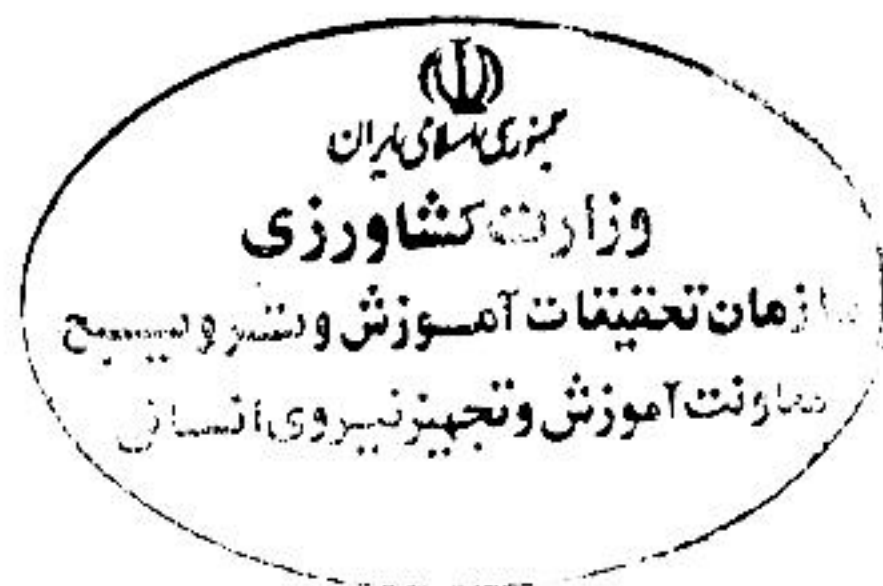 جمهوری اسلامی ایران
وزارت کشاورزی
سازمان تحقیقات آموزش و
معاونت آموزش و تجهیز نیروی انسانی